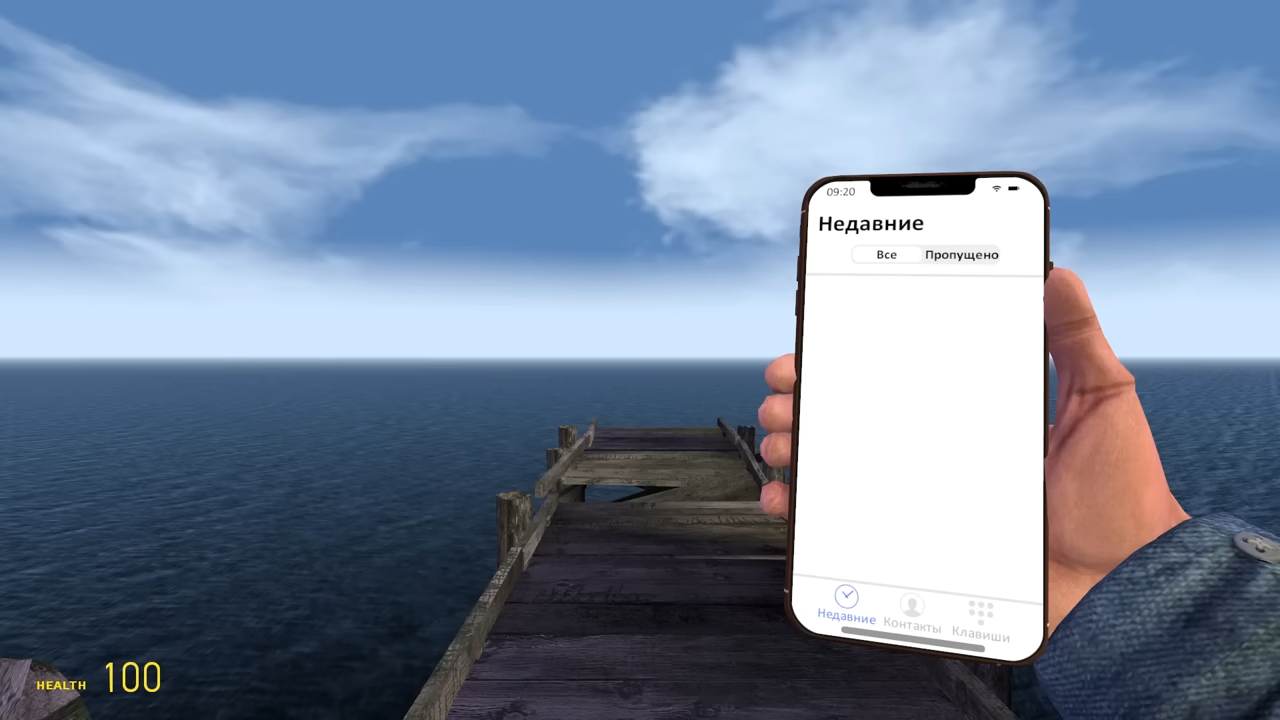 09:20
Недавние
Все Пропущено
Недавние Контакты Клавиши
HEALTH 100